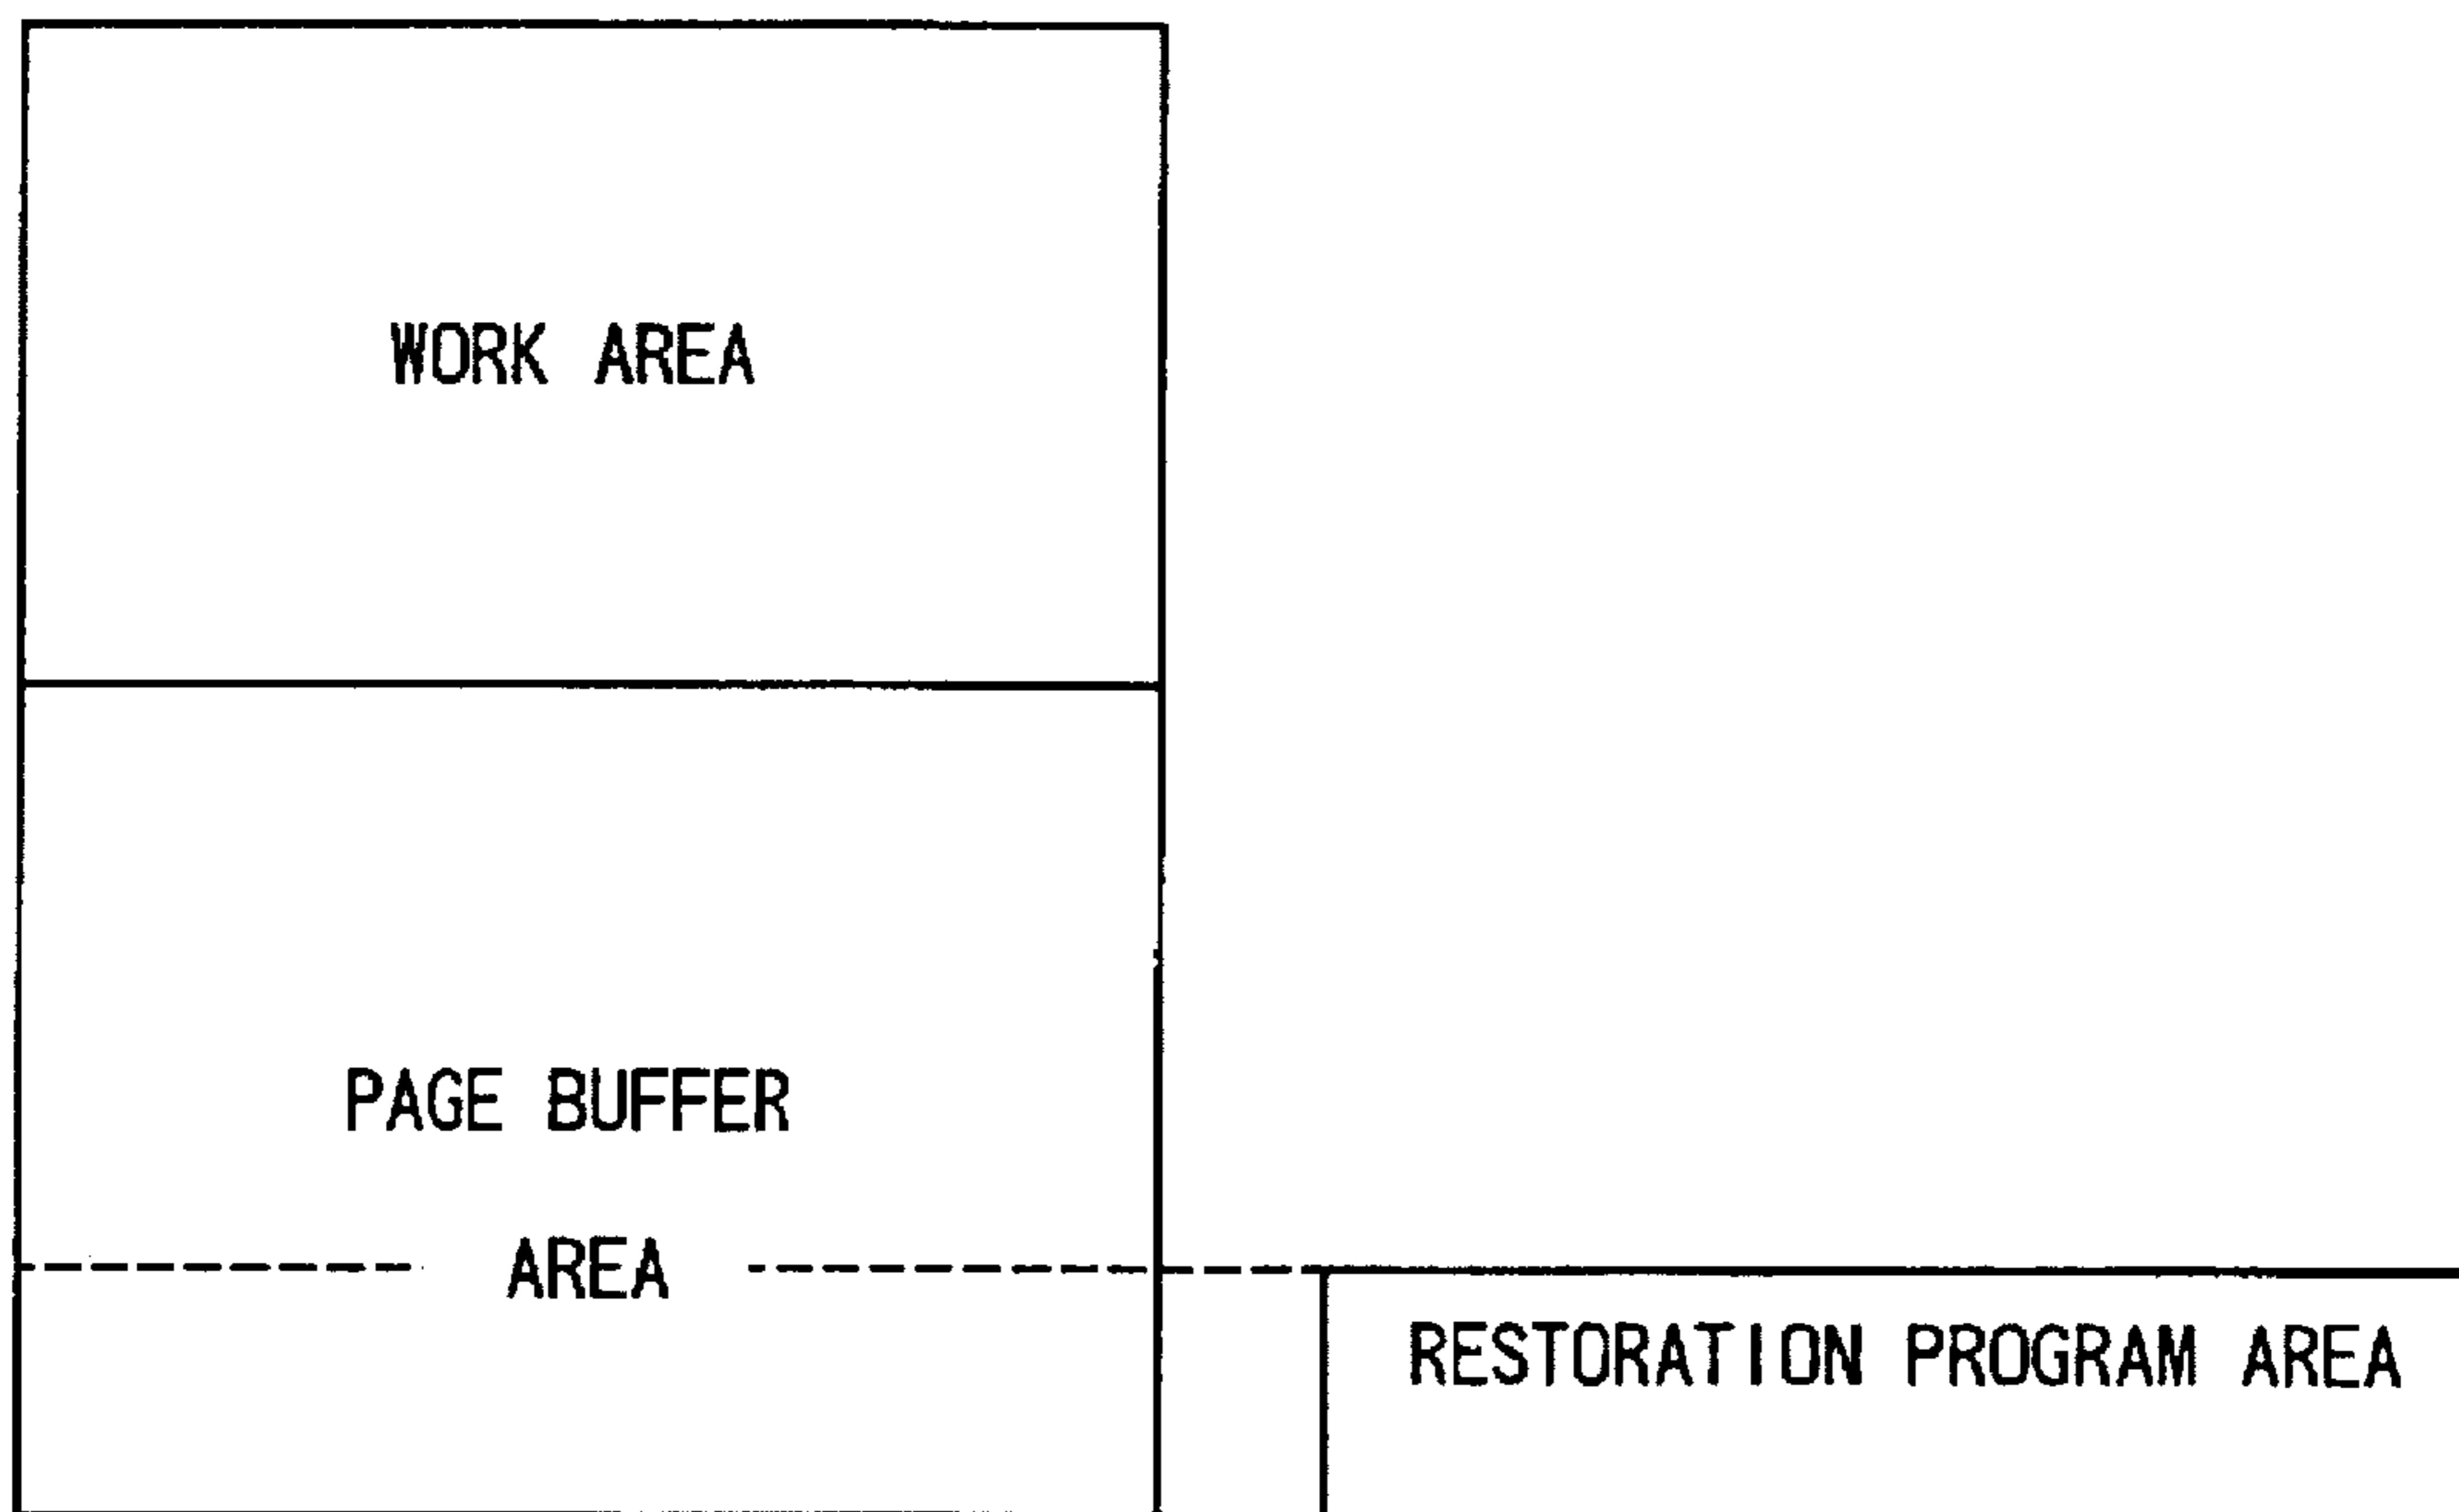 WORK AREA
PAGE BUFFER
AREA
RESTORATION PROGRAM AREA